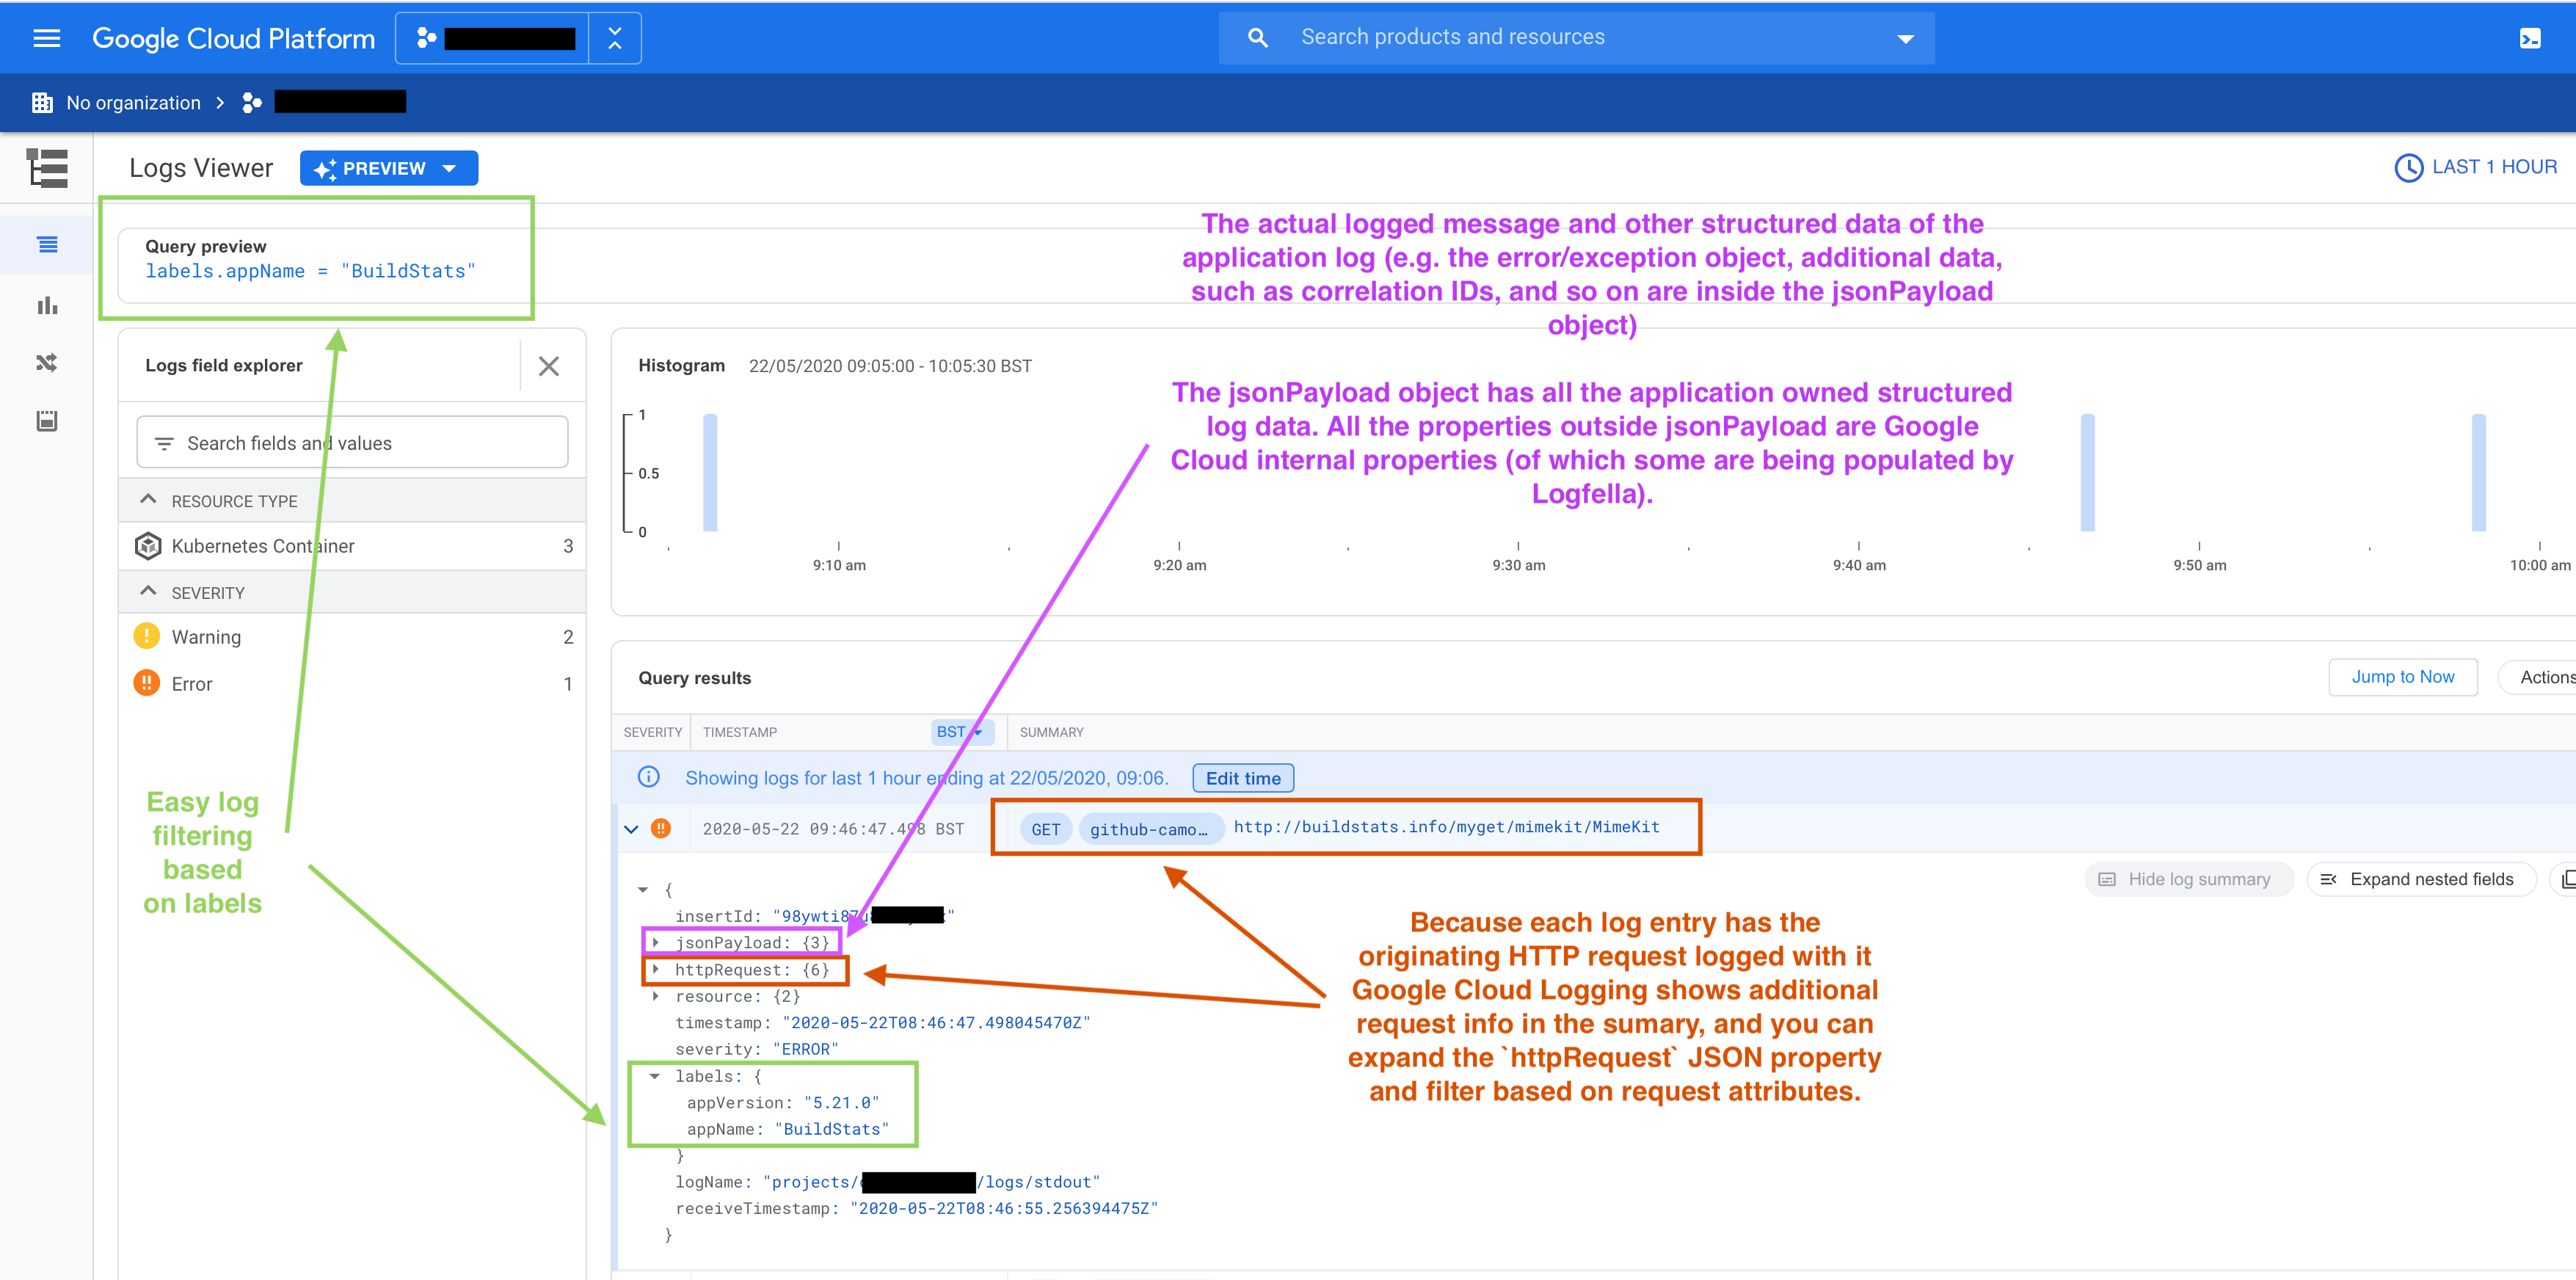 Google Cloud Platform
Search products and resources
No organization
Logs Viewer
PREVIEW
LAST 1 HOUR
Query preview
labels.appName = "BuildStats"
The actual logged message and other structured data of the
application log (e.g. the error/exception object, additional data,
such as correlation IDs, and so on are inside the jsonPayload
object)
Logs field explorer
Search fields and values
RESOURCE TYPE
Kubernetes Container 3
SEVERITY
Warning 2
Error 1
Histogram 22/05/2020 09:05:00 - 10:05:30 BST
The jsonPayload object has all the application owned structured
log data. All the properties outside jsonPayload are Google
Cloud internal properties (of which some are being populated by
Logfella).
1
0.5
0
9:10 am 9:20 am 9:30 am 9:40 am 9:50 am 10:00 am
Query results
Jump to Now
Actions
SEVERITY TIMESTAMP BST SUMMARY
Showing logs for last 1 hour ending at 22/05/2020, 09:06. Edit time
2020-05-22 09:46:47.498 BST GET github-camo... http://buildstats.info/myget/mimekit/MimeKit
Hide log summary Expand nested fields
Easy log
filtering
based
on labels
{
insertId: "98ywti87u "
jsonPayload: {3}
httpRequest: {6}
resource: {2}
timestamp: "2020-05-22T08:46:47.498045470Z"
severity: "ERROR"
labels: {
appVersion: "5.21.0"
appName: "BuildStats"
}
logName: "projects/ /logs/stdout"
receiveTimestamp: "2020-05-22T08:46:55.256394475Z"
}
Because each log entry has the
originating HTTP request logged with it
Google Cloud Logging shows additional
request info in the sumary, and you can
expand the `httpRequest` JSON property
and filter based on request attributes.